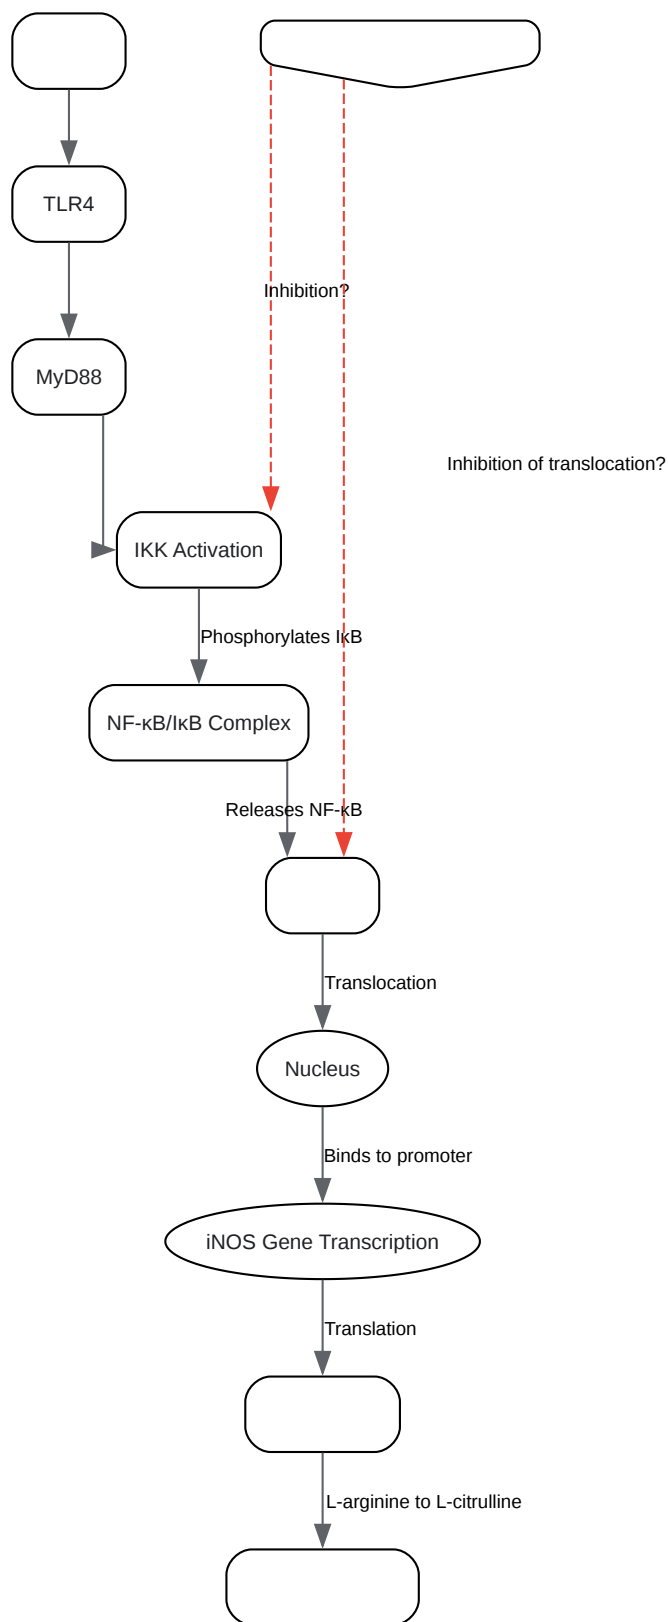 TLR4
Inhibition?
MyD88
Inhibition of translocation?
IKK Activation
Phosphorylates IκB
NF-κB/IκB Complex
Releases NF-κB
Translocation
Nucleus
Binds to promoter
iNOS Gene Transcription
Translation
L-arginine to L-citrulline